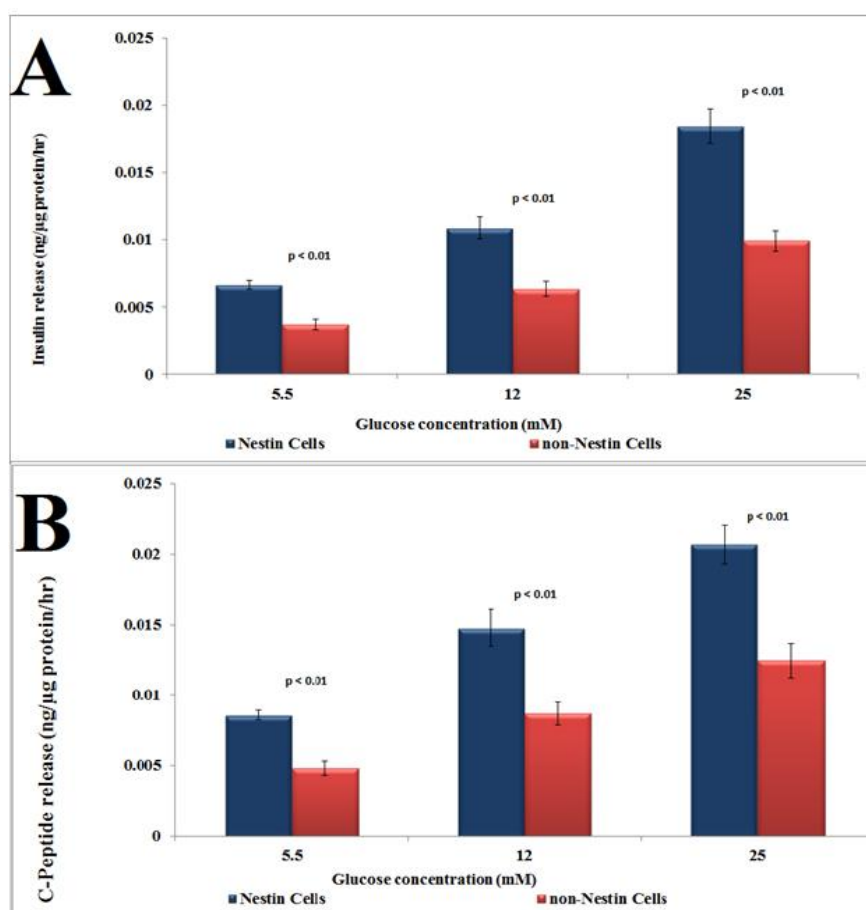 A
0.025
0.02
0.015
0.01
0.005
0
Insulin release (ng/µg protein/hr)
p < 0.01
p < 0.01
p < 0.01
5.5 12 25
Glucose concentration (mM)
Nestin Cells non-Nestin Cells
B
0.025
0.02
0.015
0.01
0.005
0
C-Peptide release (ng/µg protein/hr)
p < 0.01
p < 0.01
p < 0.01
5.5 12 25
Glucose concentration (mM)
Nestin Cells non-Nestin Cells